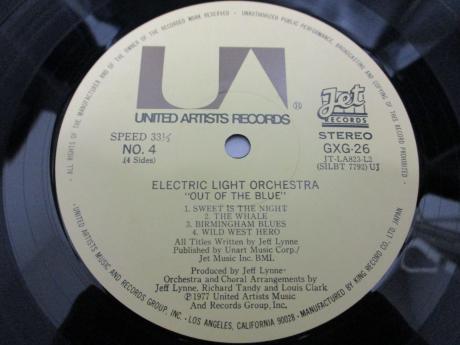 ALL RIGHTS OF THE MANUFACTURER AND OF THE OWNER OF THE RECORDED WORK RESERVED - UNAUTHORIZED PUBLIC PERFORMANCE, BROADCASTING AND COPYING OF THIS RECORD PROHIBITED.
UA
®
UNITED ARTISTS RECORDS
Jet
RECORDS
SPEED 33⅓
STEREO
NO. 4
GXG-26
(4 Sides)
JT-LA823-L2
(SILBT 7792) UJ
ELECTRIC LIGHT ORCHESTRA
"OUT OF THE BLUE"
1. SWEET IS THE NIGHT
2. THE WHALE
3. BIRMINGHAM BLUES
4. WILD WEST HERO
All Titles Written by Jeff Lynne
Published by Unart Music Corp./
Jet Music Inc. BMI.
Produced by Jeff Lynne
Orchestra and Choral Arrangements by
Jeff Lynne, Richard Tandy and Louis Clark
℗1977 United Artists Music
And Records Group, Inc.
UNITED ARTISTS MUSIC AND RECORDS GROUP, INC. - LOS ANGELES, CALIFORNIA 90028 - MANUFACTURED BY KING RECORD CO. LTD. JAPAN